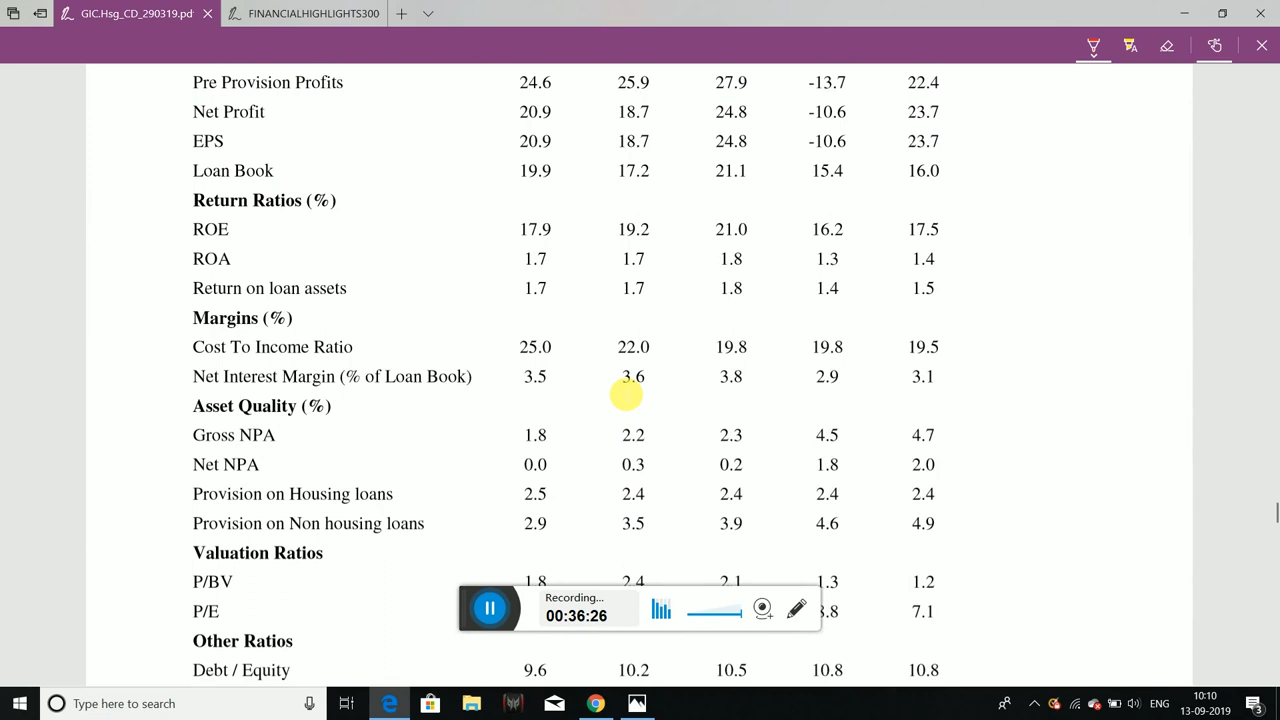 GIC.Hsg_CD_290319.pd
FINANCIALHIGHLIGHTS300
Pre Provision Profits 24.6 25.9 27.9 -13.7 22.4
Net Profit 20.9 18.7 24.8 -10.6 23.7
EPS 20.9 18.7 24.8 -10.6 23.7
Loan Book 19.9 17.2 21.1 15.4 16.0
Return Ratios (%)
ROE 17.9 19.2 21.0 16.2 17.5
ROA 1.7 1.7 1.8 1.3 1.4
Return on loan assets 1.7 1.7 1.8 1.4 1.5
Margins (%)
Cost To Income Ratio 25.0 22.0 19.8 19.8 19.5
Net Interest Margin (% of Loan Book) 3.5 3.6 3.8 2.9 3.1
Asset Quality (%)
Gross NPA 1.8 2.2 2.3 4.5 4.7
Net NPA 0.0 0.3 0.2 1.8 2.0
Provision on Housing loans 2.5 2.4 2.4 2.4 2.4
Provision on Non housing loans 2.9 3.5 3.9 4.6 4.9
Valuation Ratios
P/BV 1.8 2.4 2.1 1.3 1.2
Recording...
00:36:26
P/E 7.1
Other Ratios
Debt / Equity 9.6 10.2 10.5 10.8 10.8
Type here to search
ENG
10:10
13-09-2019
3